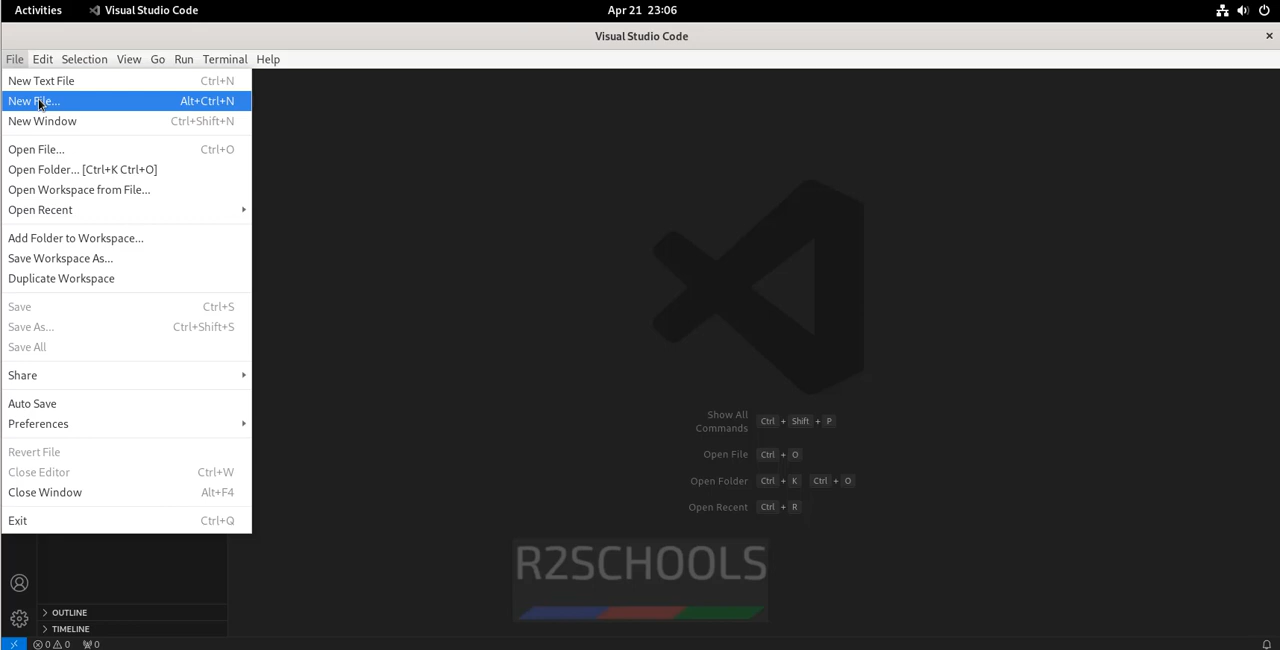 Activities Visual Studio Code Apr 21 23:06
Visual Studio Code
File Edit Selection View Go Run Terminal Help
New Text File Ctrl+N
New File... Alt+Ctrl+N
New Window Ctrl+Shift+N
Open File... Ctrl+O
Open Folder... [Ctrl+K Ctrl+O]
Open Workspace from File...
Open Recent
Add Folder to Workspace...
Save Workspace As...
Duplicate Workspace
Save Ctrl+S
Save As... Ctrl+Shift+S
Save All
Share
Auto Save
Preferences
Revert File
Close Editor Ctrl+W
Close Window Alt+F4
Exit Ctrl+Q
Show All
Commands Ctrl + Shift + P
Open File Ctrl + O
Open Folder Ctrl + K Ctrl + O
Open Recent Ctrl + R
R2SCHOOLS
OUTLINE
TIMELINE
0 0 0